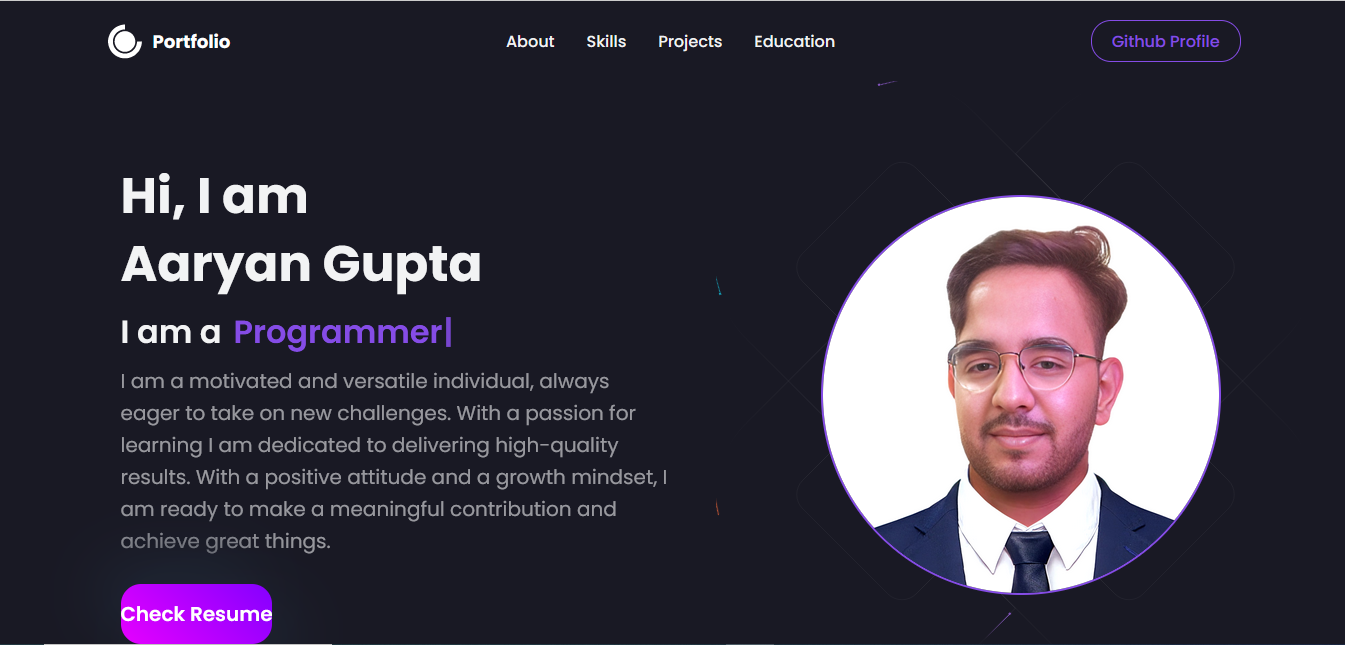 Portfolio
About Skills Projects Education
Github Profile
Hi, I am
Aaryan Gupta
I am a Programmer|
I am a motivated and versatile individual, always
eager to take on new challenges. With a passion for
learning I am dedicated to delivering high-quality
results. With a positive attitude and a growth mindset, I
am ready to make a meaningful contribution and
achieve great things.
Check Resume